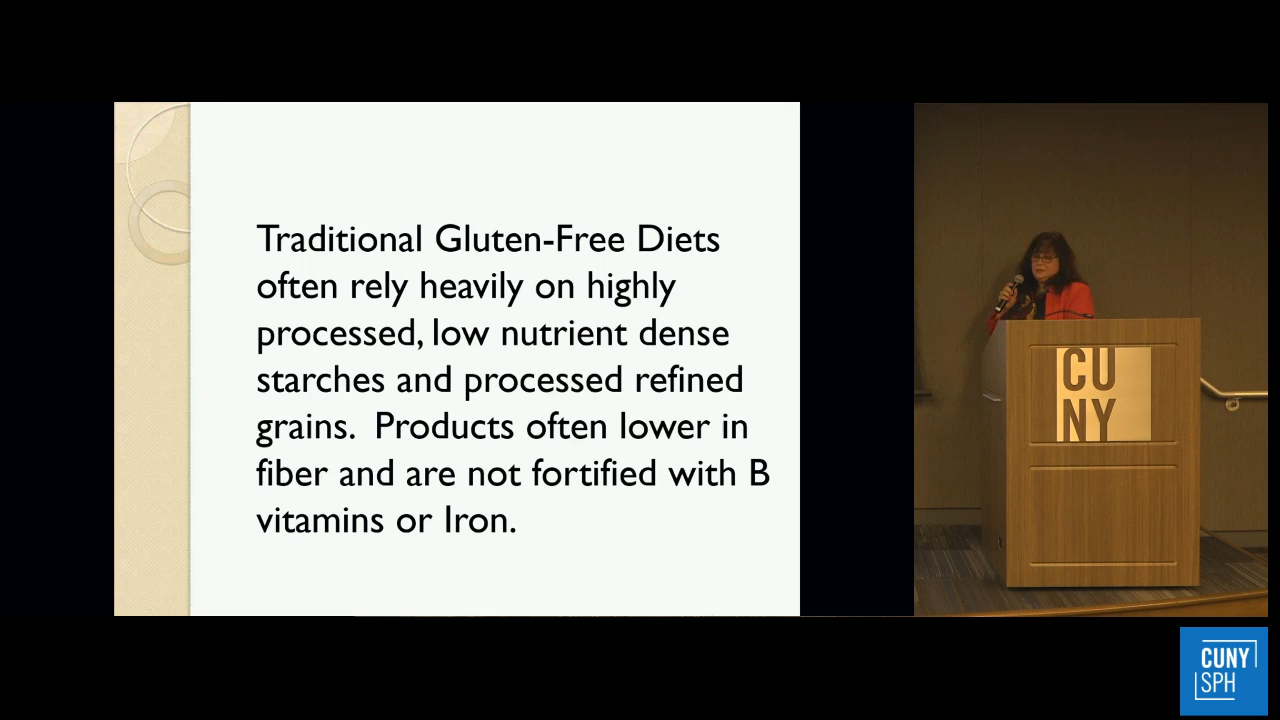 Traditional Gluten-Free Diets
often rely heavily on highly
processed, low nutrient dense
starches and processed refined
grains.  Products often lower in
fiber and are not fortified with B
vitamins or Iron.
CU
NY
CUNY
SPH